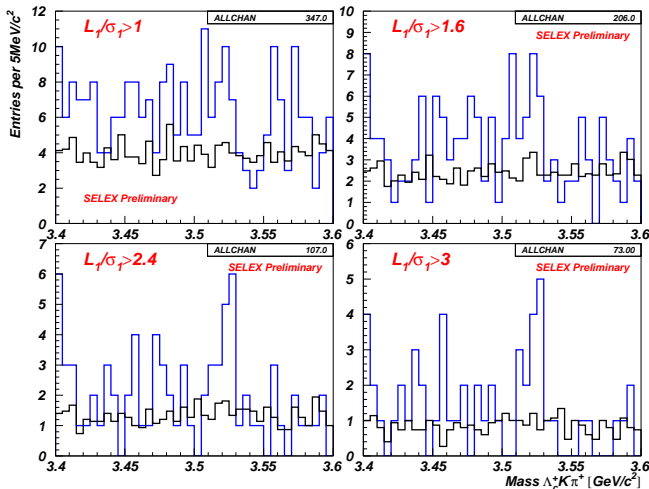 L₁/σ₁>1
ALLCHAN 347.0
SELEX Preliminary
Entries per 5MeV/c²
12
10
8
6
4
2
0
3.4 3.45 3.5 3.55 3.6
L₁/σ₁>1.6
ALLCHAN 206.0
SELEX Preliminary
10
9
8
7
6
5
4
3
2
1
0
3.4 3.45 3.5 3.55 3.6
L₁/σ₁>2.4
ALLCHAN 107.0
SELEX Preliminary
7
6
5
4
3
2
1
0
3.4 3.45 3.5 3.55 3.6
L₁/σ₁>3
ALLCHAN 73.00
SELEX Preliminary
6
5
4
3
2
1
0
3.4 3.45 3.5 3.55 3.6
Mass Λc⁺Kπ⁺ [GeV/c²]